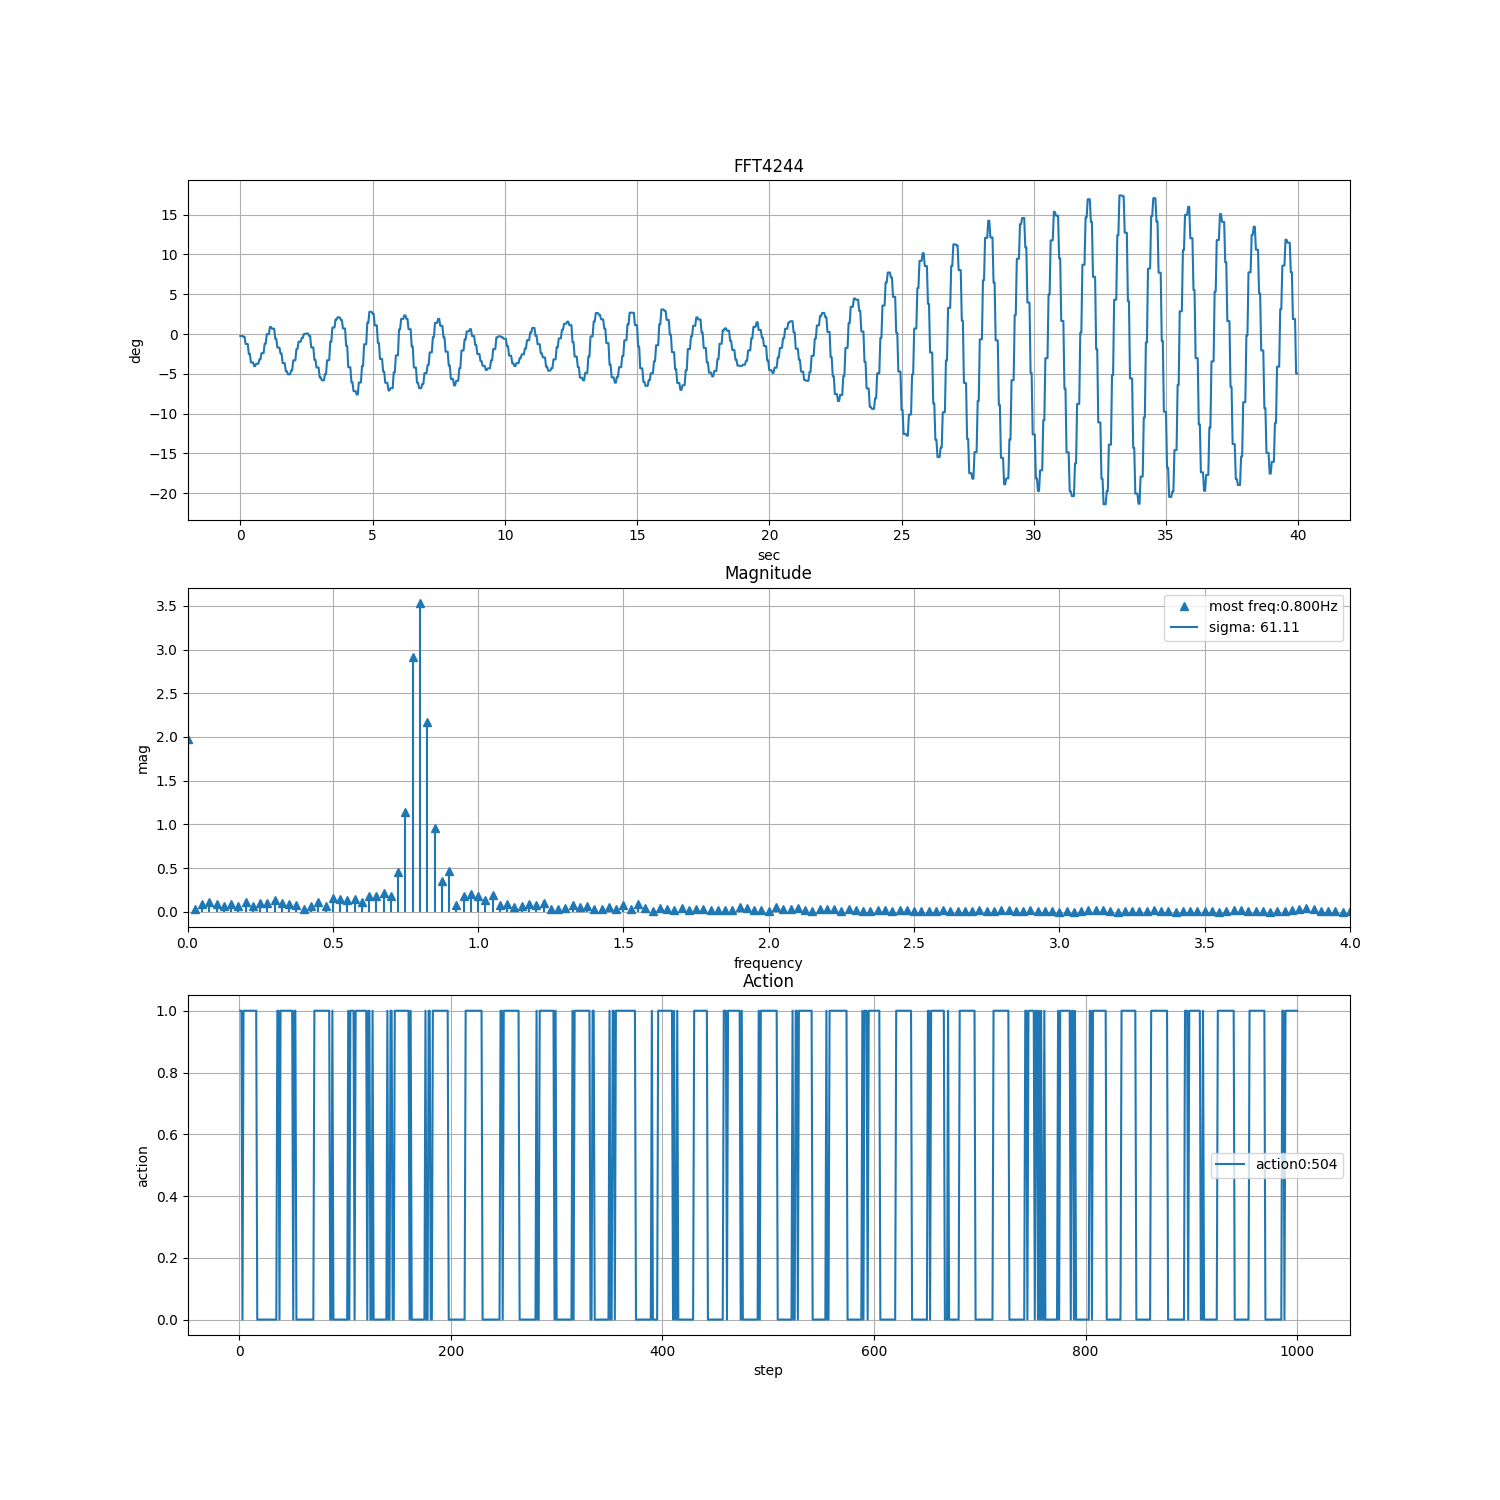 FFT4244
15
10
5
0
−5
−10
−15
−20
deg
0 5 10 15 20 25 30 35 40
sec
Magnitude
3.5
3.0
2.5
2.0
1.5
1.0
0.5
0.0
mag
most freq:0.800Hz
sigma: 61.11
0.0 0.5 1.0 1.5 2.0 2.5 3.0 3.5 4.0
frequency
Action
1.0
0.8
0.6
0.4
0.2
0.0
action
action0:504
0 200 400 600 800 1000
step